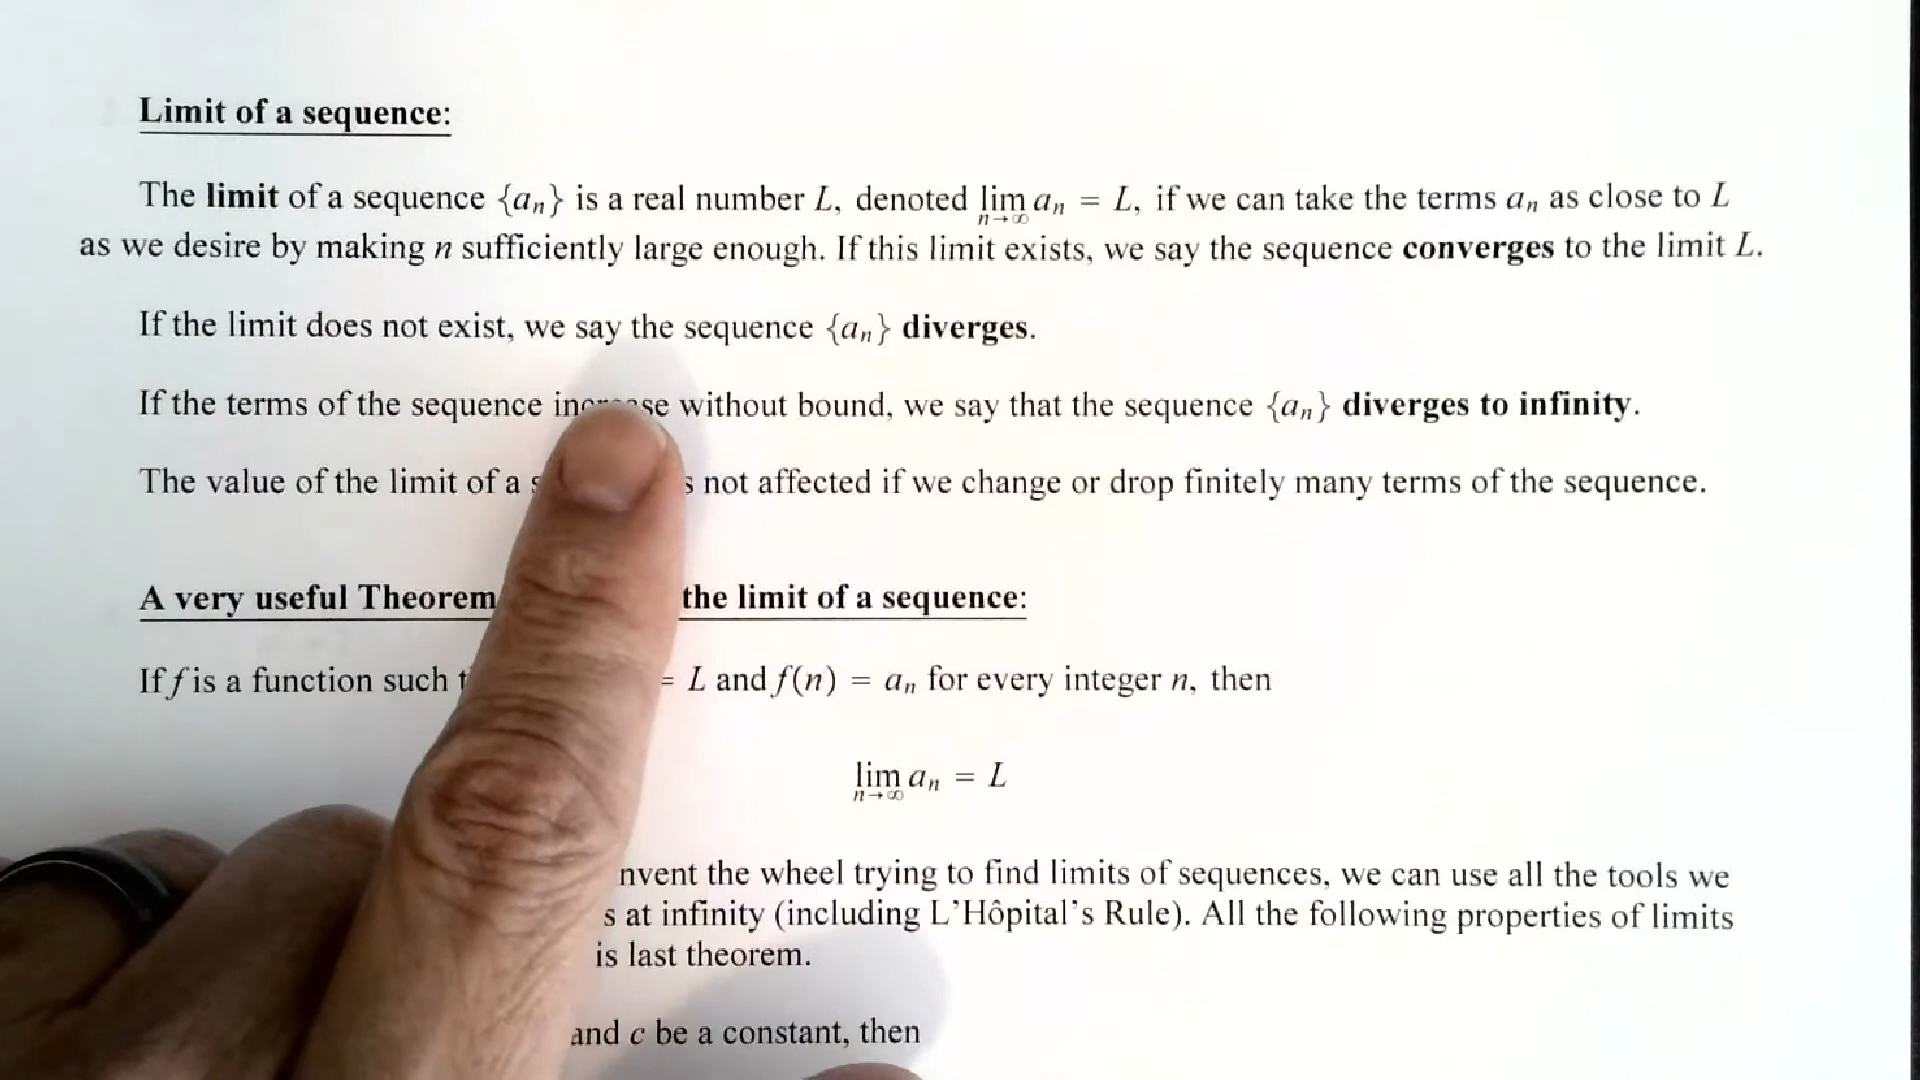 Limit of a sequence:
The limit of a sequence {aₙ} is a real number L, denoted lim aₙ = L, if we can take the terms aₙ as close to L
n→∞
as we desire by making n sufficiently large enough. If this limit exists, we say the sequence converges to the limit L.
If the limit does not exist, we say the sequence {aₙ} diverges.
If the terms of the sequence increase without bound, we say that the sequence {aₙ} diverges to infinity.
The value of the limit of a not affected if we change or drop finitely many terms of the sequence.
A very useful Theorem the limit of a sequence:
If f is a function such = L and f(n) = aₙ for every integer n, then
lim aₙ = L
n→∞
nvent the wheel trying to find limits of sequences, we can use all the tools we
s at infinity (including L'Hôpital's Rule). All the following properties of limits
is last theorem.
and c be a constant, then